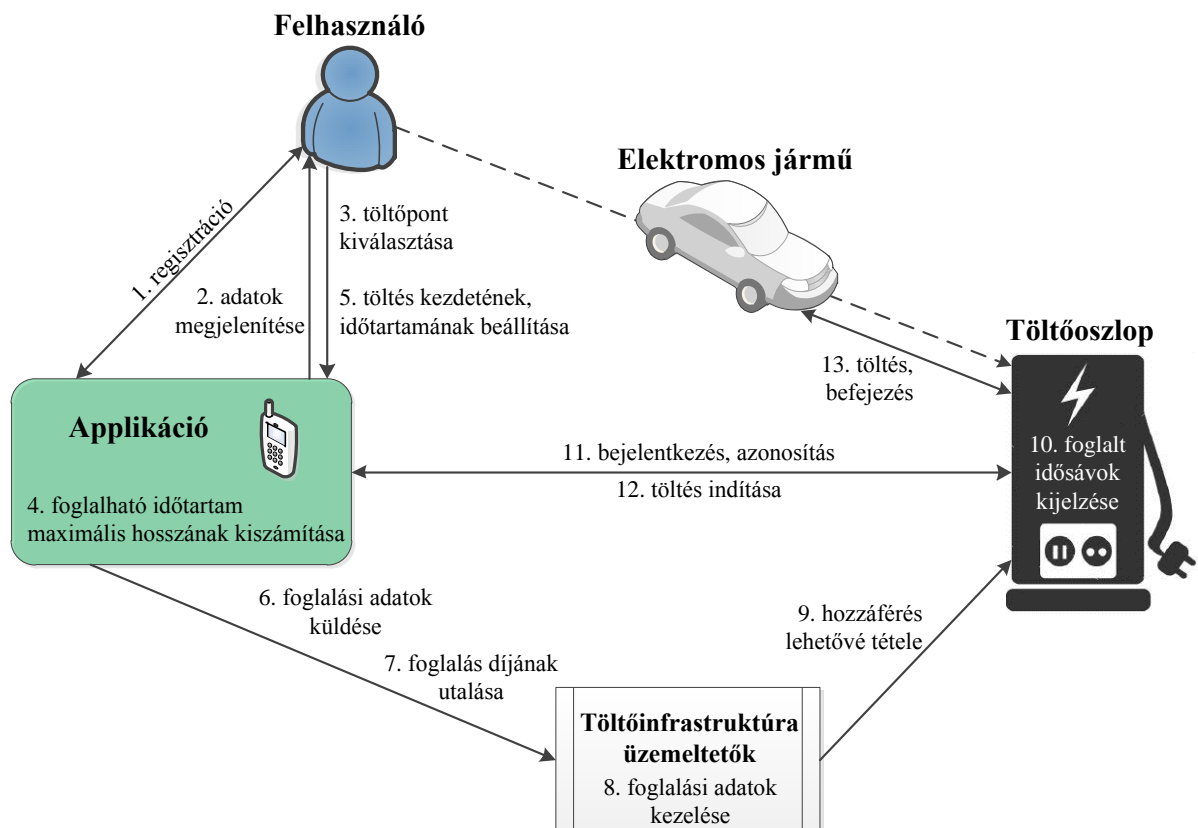 Felhasználó
Elektromos jármű
1. regisztráció
2. adatok
megjelenítése
3. töltőpont
kiválasztása
5. töltés kezdetének,
időtartamának beállítása
Töltőoszlop
13. töltés,
befejezés
Applikáció
4. foglalható időtartam
maximális hosszának kiszámítása
11. bejelentkezés, azonosítás
12. töltés indítása
10. foglalt
idősávok
kijelzése
6. foglalási adatok
küldése
7. foglalás díjának
utalása
9. hozzáférés
lehetővé tétele
Töltőinfrastruktúra
üzemeltetők
8. foglalási adatok
kezelése